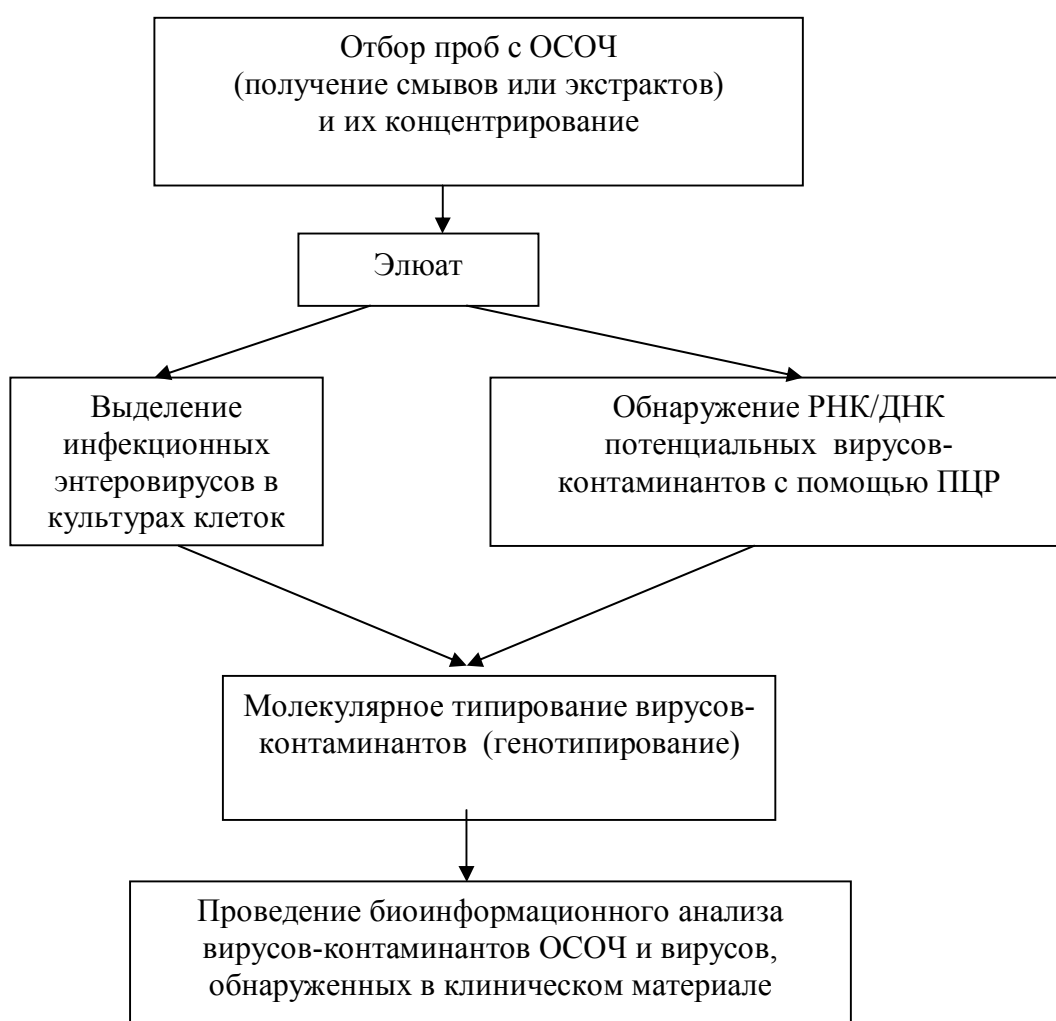 Отбор проб с ОСОЧ
(получение смывов или экстрактов)
и их концентрирование
Элюат
Выделение
инфекционных
энтеровирусов в
культурах клеток
Обнаружение РНК/ДНК
потенциальных вирусов-
контаминантов с помощью ПЦР
Молекулярное типирование вирусов-
контаминантов (генотипирование)
Проведение биоинформационного анализа
вирусов-контаминантов ОСОЧ и вирусов,
обнаруженных в клиническом материале